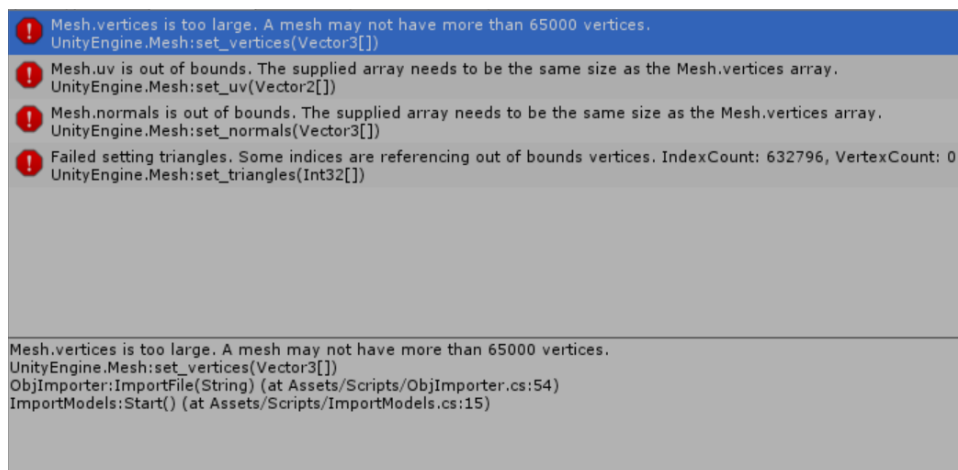 Mesh.vertices is too large. A mesh may not have more than 65000 vertices.
UnityEngine.Mesh:set_vertices(Vector3[])
Mesh.uv is out of bounds. The supplied array needs to be the same size as the Mesh.vertices array.
UnityEngine.Mesh:set_uv(Vector2[])
Mesh.normals is out of bounds. The supplied array needs to be the same size as the Mesh.vertices array.
UnityEngine.Mesh:set_normals(Vector3[])
Failed setting triangles. Some indices are referencing out of bounds vertices. IndexCount: 632796, VertexCount: 0
UnityEngine.Mesh:set_triangles(Int32[])
Mesh.vertices is too large. A mesh may not have more than 65000 vertices.
UnityEngine.Mesh:set_vertices(Vector3[])
ObjImporter:ImportFile(String) (at Assets/Scripts/ObjImporter.cs:54)
ImportModels:Start() (at Assets/Scripts/ImportModels.cs:15)